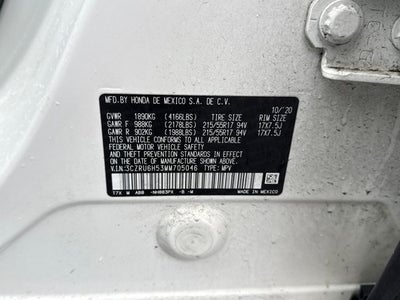 MFD.BY HONDA DE MEXICO S.A. DE C.V.
10/'20
GVWR 1890KG (4166LBS) TIRE SIZE RIM SIZE
GAWR F 988KG (2178LBS) 215/55R17 94V 17X7.5J
GAWR R 902KG (1988LBS) 215/55R17 94V 17X7.5J
THIS VEHICLE CONFORMS TO ALL APPLICABLE
FEDERAL MOTOR VEHICLE SAFETY
AND THEFT PREVENTION STANDARDS IN EFFECT ON THE DATE OF
MANUFACTURE SHOWN ABOVE.
V.I.N:3CZRU6H53MM705046 TYPE: MPV
T7X M ABB -NH883PX -B -M
MADE IN MEXICO